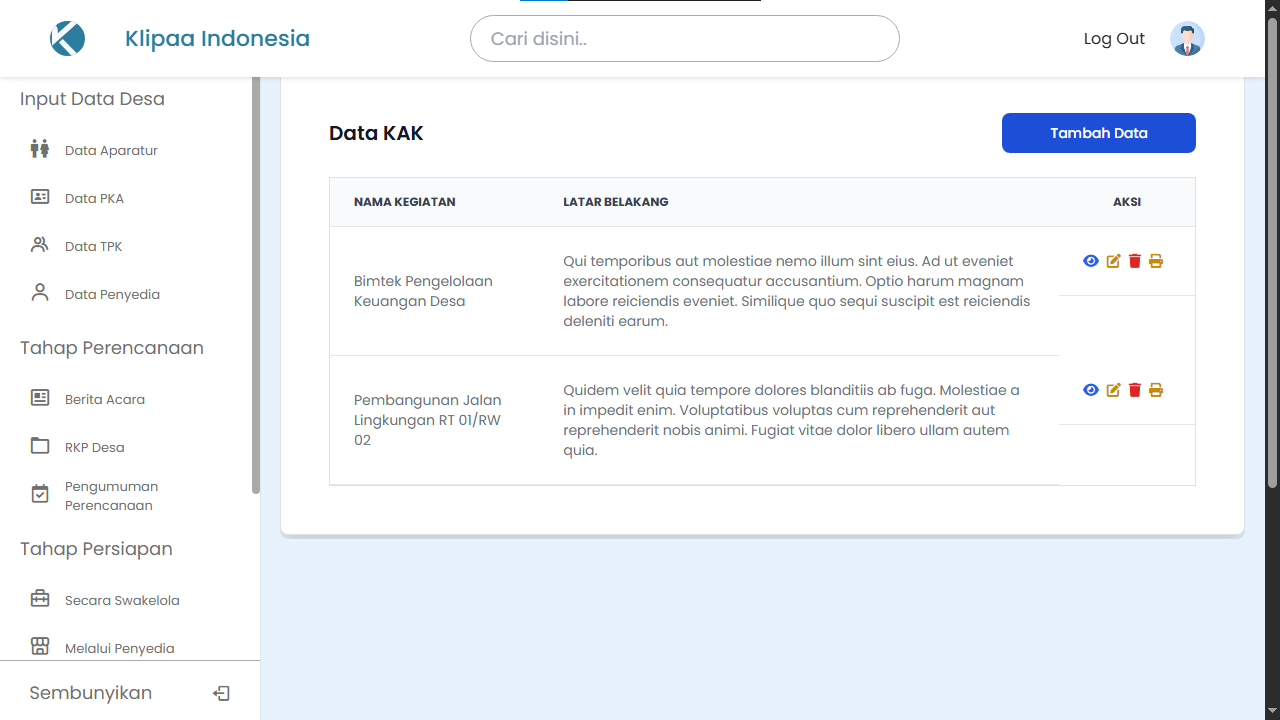 Klipaa Indonesia
Cari disini..
Log Out
Input Data Desa
Data Aparatur
Data PKA
Data TPK
Data Penyedia
Tahap Perencanaan
Berita Acara
RKP Desa
Pengumuman
Perencanaan
Tahap Persiapan
Secara Swakelola
Melalui Penyedia
Sembunyikan
Data KAK
Tambah Data
NAMA KEGIATAN
LATAR BELAKANG
AKSI
Bimtek Pengelolaan
Keuangan Desa
Qui temporibus aut molestiae nemo illum sint eius. Ad ut eveniet
exercitationem consequatur accusantium. Optio harum magnam
labore reiciendis eveniet. Similique quo sequi suscipit est reiciendis
deleniti earum.
Pembangunan Jalan
Lingkungan RT 01/RW
02
Quidem velit quia tempore dolores blanditiis ab fuga. Molestiae a
in impedit enim. Voluptatibus voluptas cum reprehenderit aut
reprehenderit nobis animi. Fugiat vitae dolor libero ullam autem
quia.